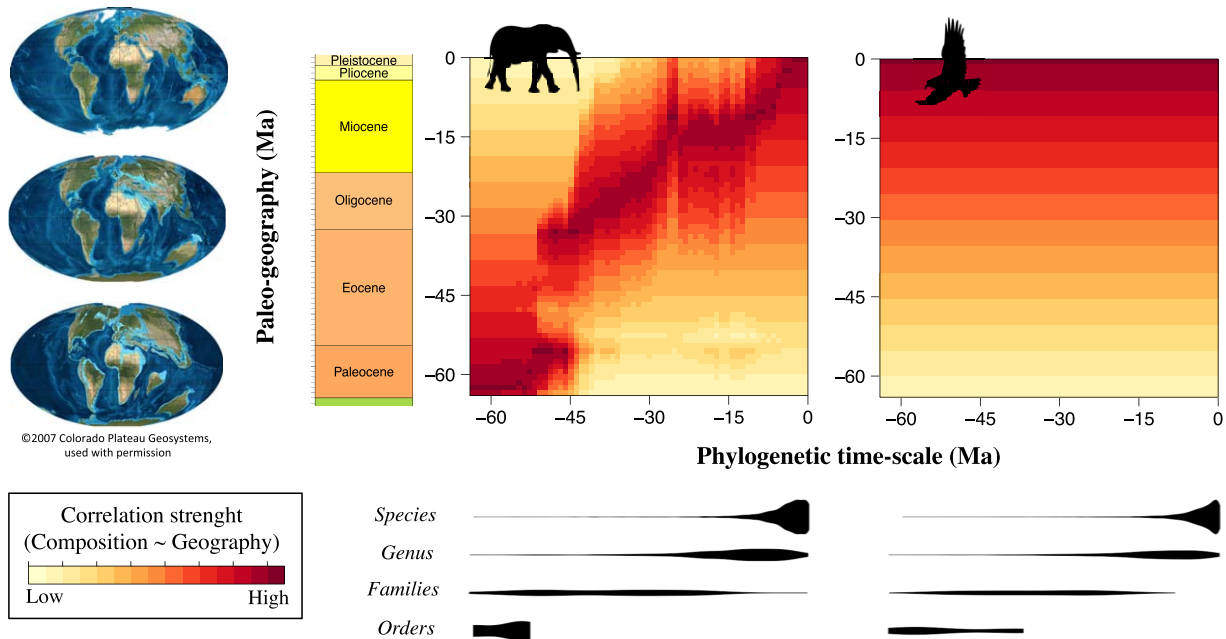 ©2007 Colorado Plateau Geosystems,
used with permission
Paleo-geography (Ma)
Pleistocene
Pliocene
Miocene
Oligocene
Eocene
Paleocene
0
−15
−30
−45
−60
−60
−45
−30
−15
0
0
−15
−30
−45
−60
−60
−45
−30
−15
0
Phylogenetic time-scale (Ma)
Correlation strenght
(Composition ~ Geography)
Low
High
Species
Genus
Families
Orders